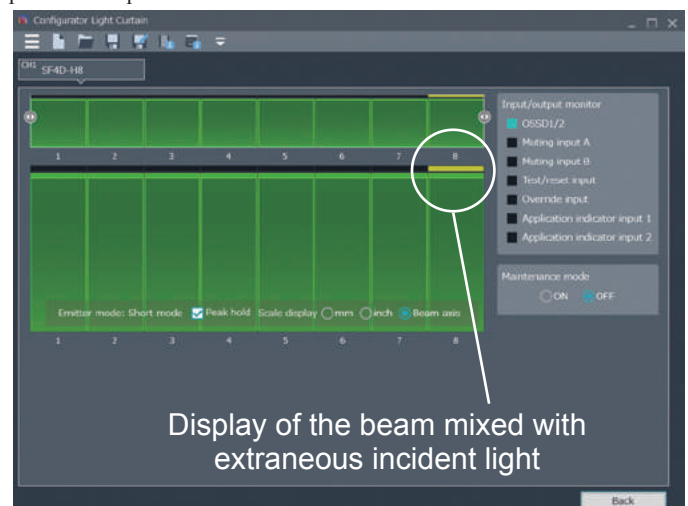 Configurator Light Curtain
CH1 SF4D-H8
1 2 3 4 5 6 7 8
Input/output monitor
OSSD1/2
Muting input A
Muting input B
Test/reset input
Override input
Application indicator input 1
Application indicator input 2
Maintenance mode
ON OFF
Emitter mode: Short mode Peak hold Scale display mm inch Beam axis
1 2 3 4 5 6 7 8
Display of the beam mixed with
extraneous incident light
Back